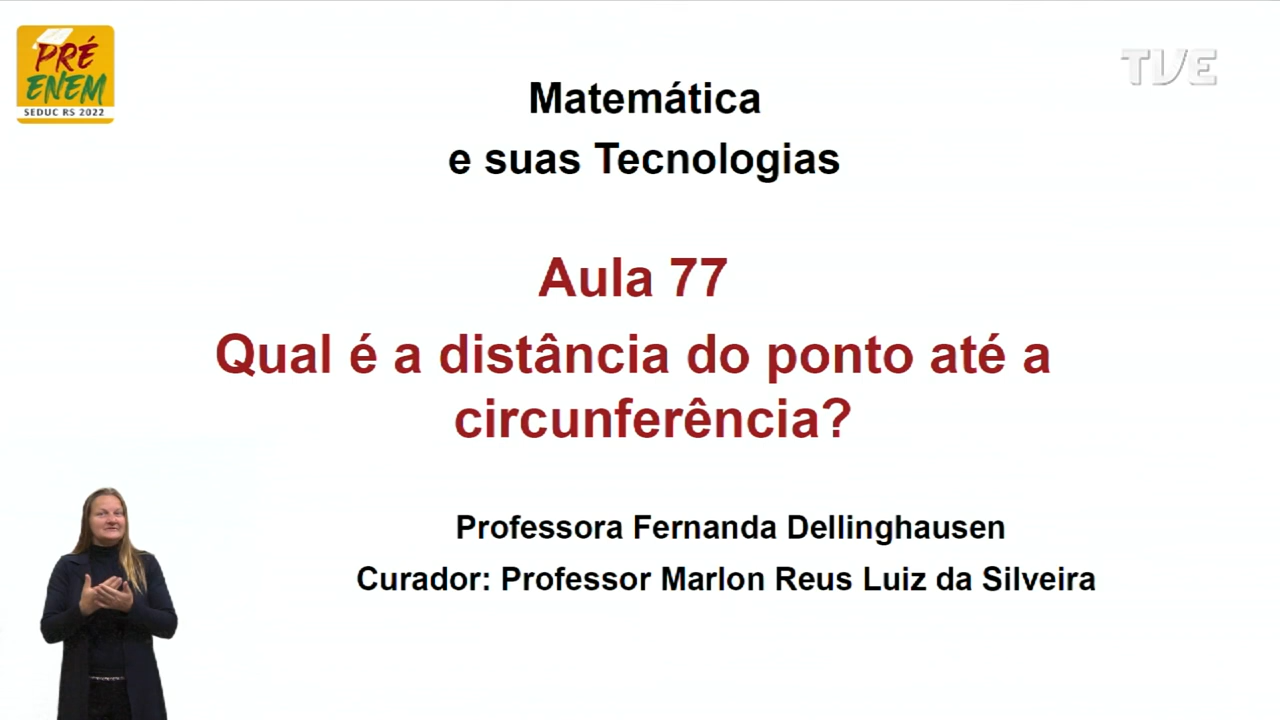 PRÉ
ENEM
SEDUC RS 2022
TVE
Matemática
e suas Tecnologias
Aula 77
Qual é a distância do ponto até a
circunferência?
Professora Fernanda Dellinghausen
Curador: Professor Marlon Reus Luiz da Silveira